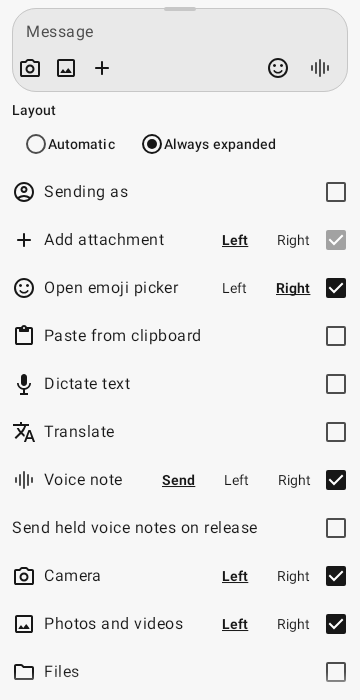 Message
Layout
Automatic Always expanded
Sending as
Add attachment Left Right
Open emoji picker Left Right
Paste from clipboard
Dictate text
Translate
Voice note Send Left Right
Send held voice notes on release
Camera Left Right
Photos and videos Left Right
Files